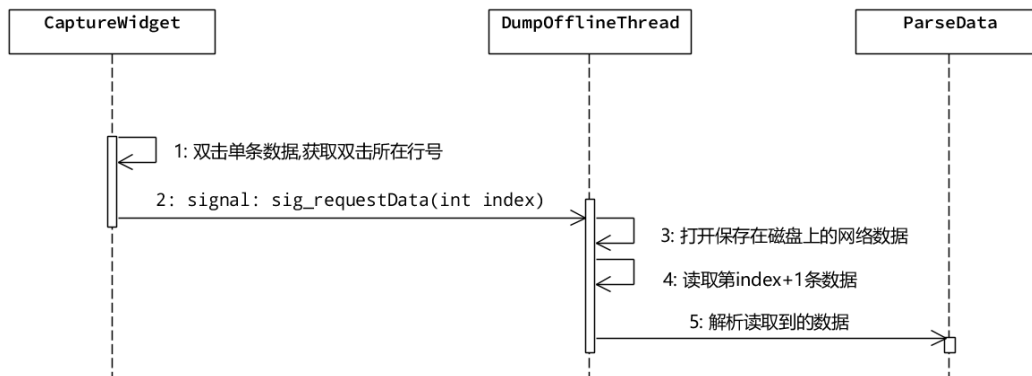 CaptureWidget
DumpOfflineThread
ParseData
1: 双击单条数据,获取双击所在行号
2: signal: sig_requestData(int index)
3: 打开保存在磁盘上的网络数据
4: 读取第index+1条数据
5: 解析读取到的数据